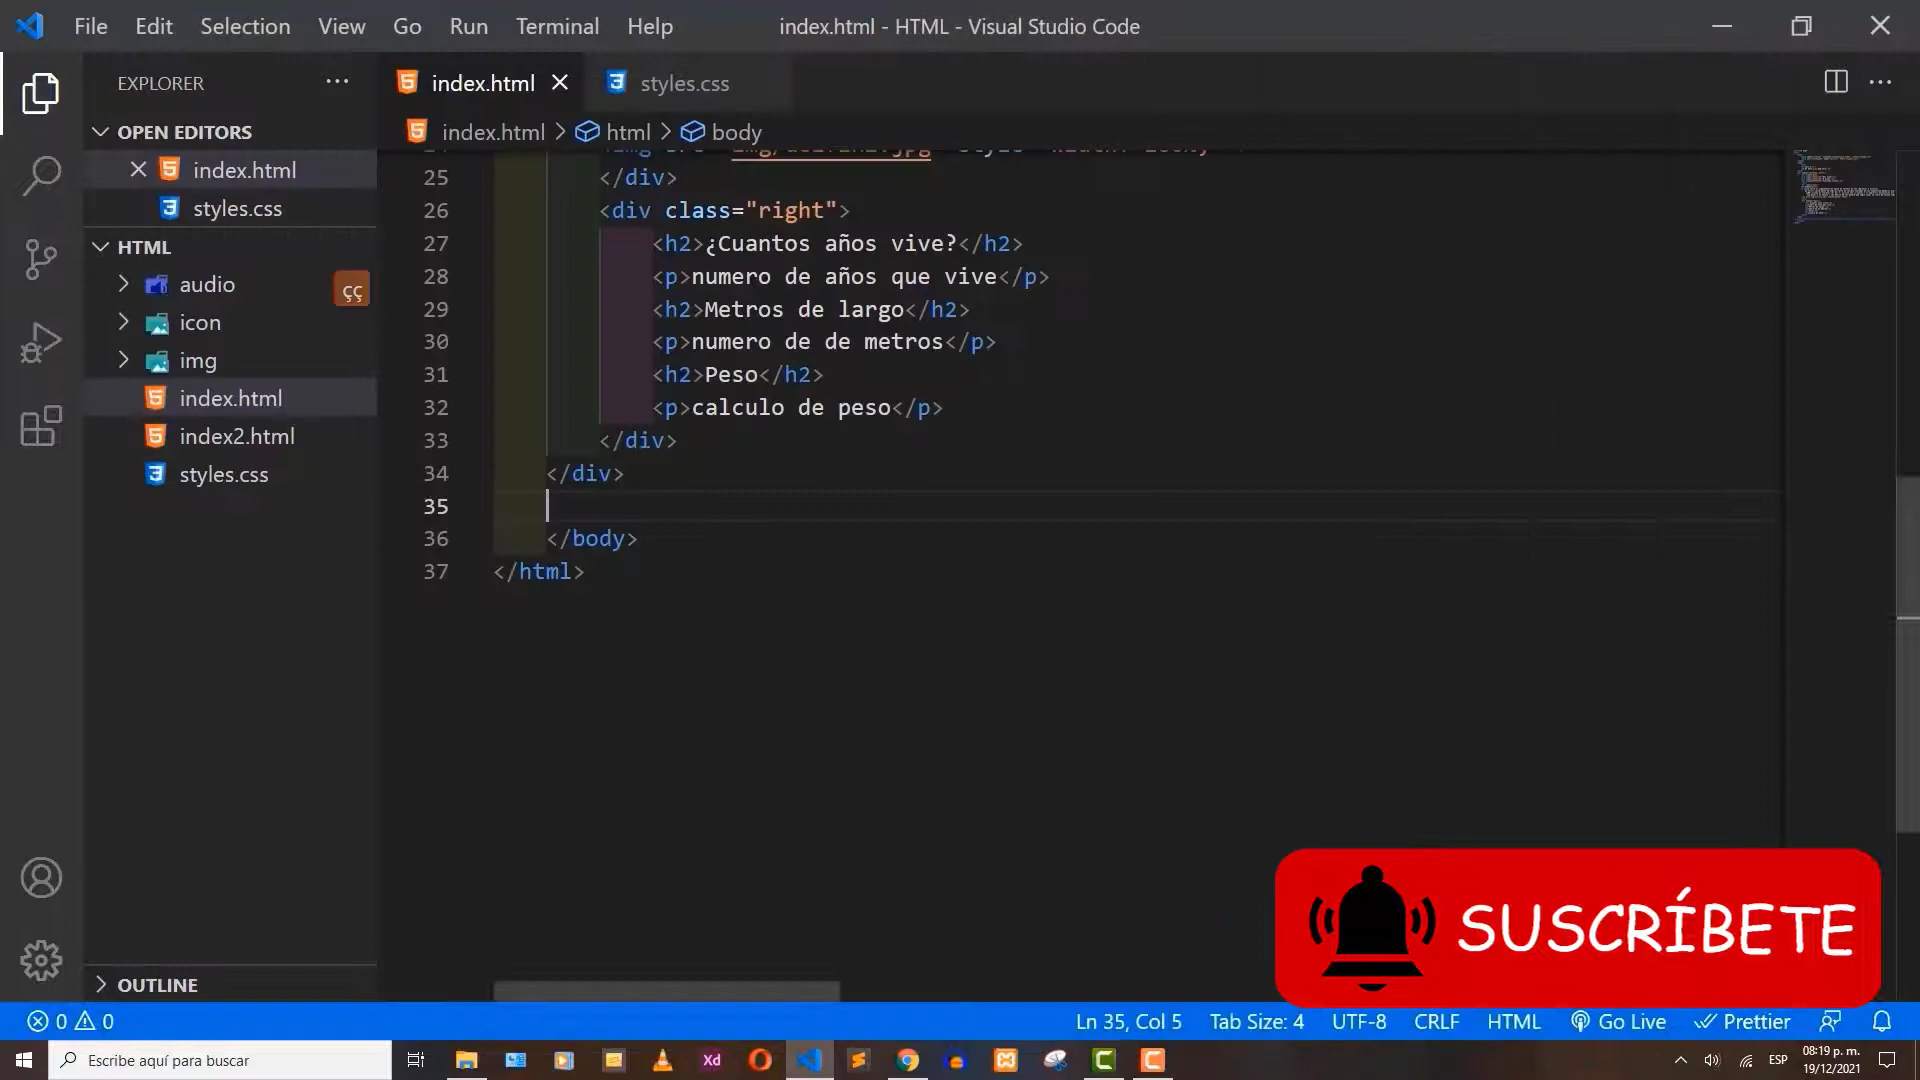 File Edit Selection View Go Run Terminal Help index.html - HTML - Visual Studio Code
EXPLORER
index.html
styles.css
OPEN EDITORS
index.html
styles.css
HTML
audio
çç
icon
img
index.html
index2.html
styles.css
OUTLINE
index.html > html > body
25 </div>
26 <div class="right">
27 <h2>¿Cuantos años vive?</h2>
28 <p>numero de años que vive</p>
29 <h2>Metros de largo</h2>
30 <p>numero de de metros</p>
31 <h2>Peso</h2>
32 <p>calculo de peso</p>
33 </div>
34 </div>
35
36 </body>
37 </html>
SUSCRÍBETE
0 0 Ln 35, Col 5 Tab Size: 4 UTF-8 CRLF HTML Go Live Prettier
Escribe aquí para buscar
Xd
ESP
08:19 p. m.
19/12/2021